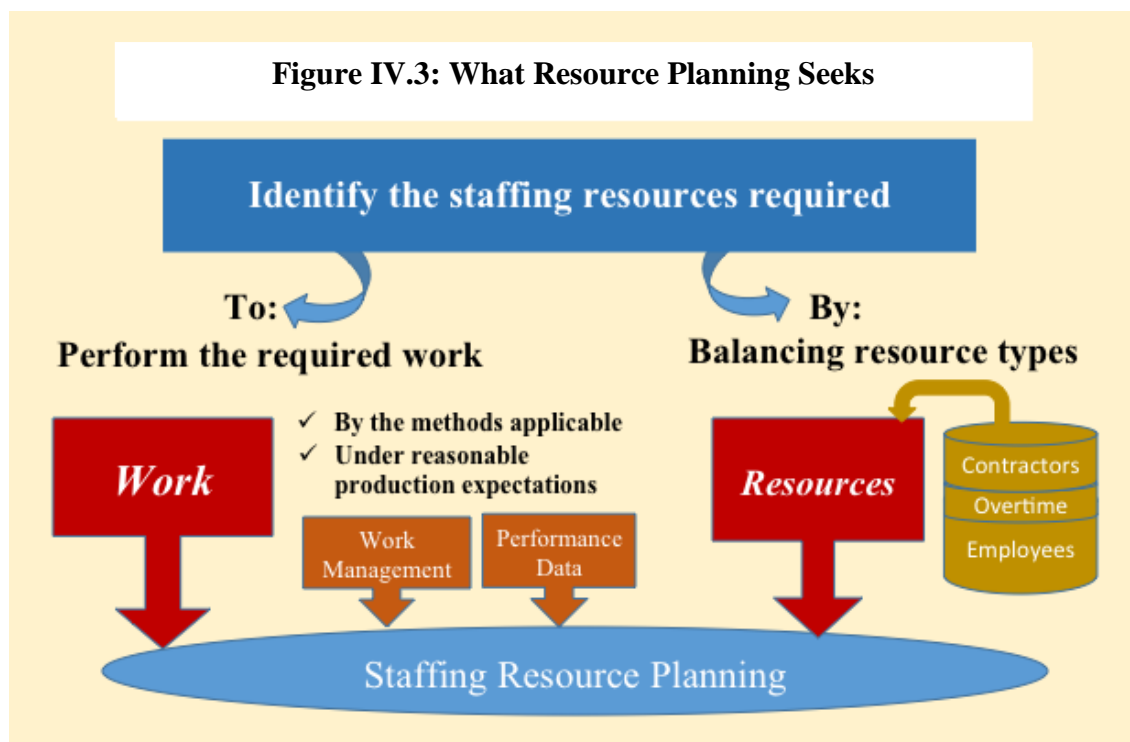 Figure IV.3: What Resource Planning Seeks
Identify the staffing resources required
To:
Perform the required work
By:
Balancing resource types
Work
✓ By the methods applicable
✓ Under reasonable
production expectations
Work
Management
Performance
Data
Resources
Contractors
Overtime
Employees
Staffing Resource Planning